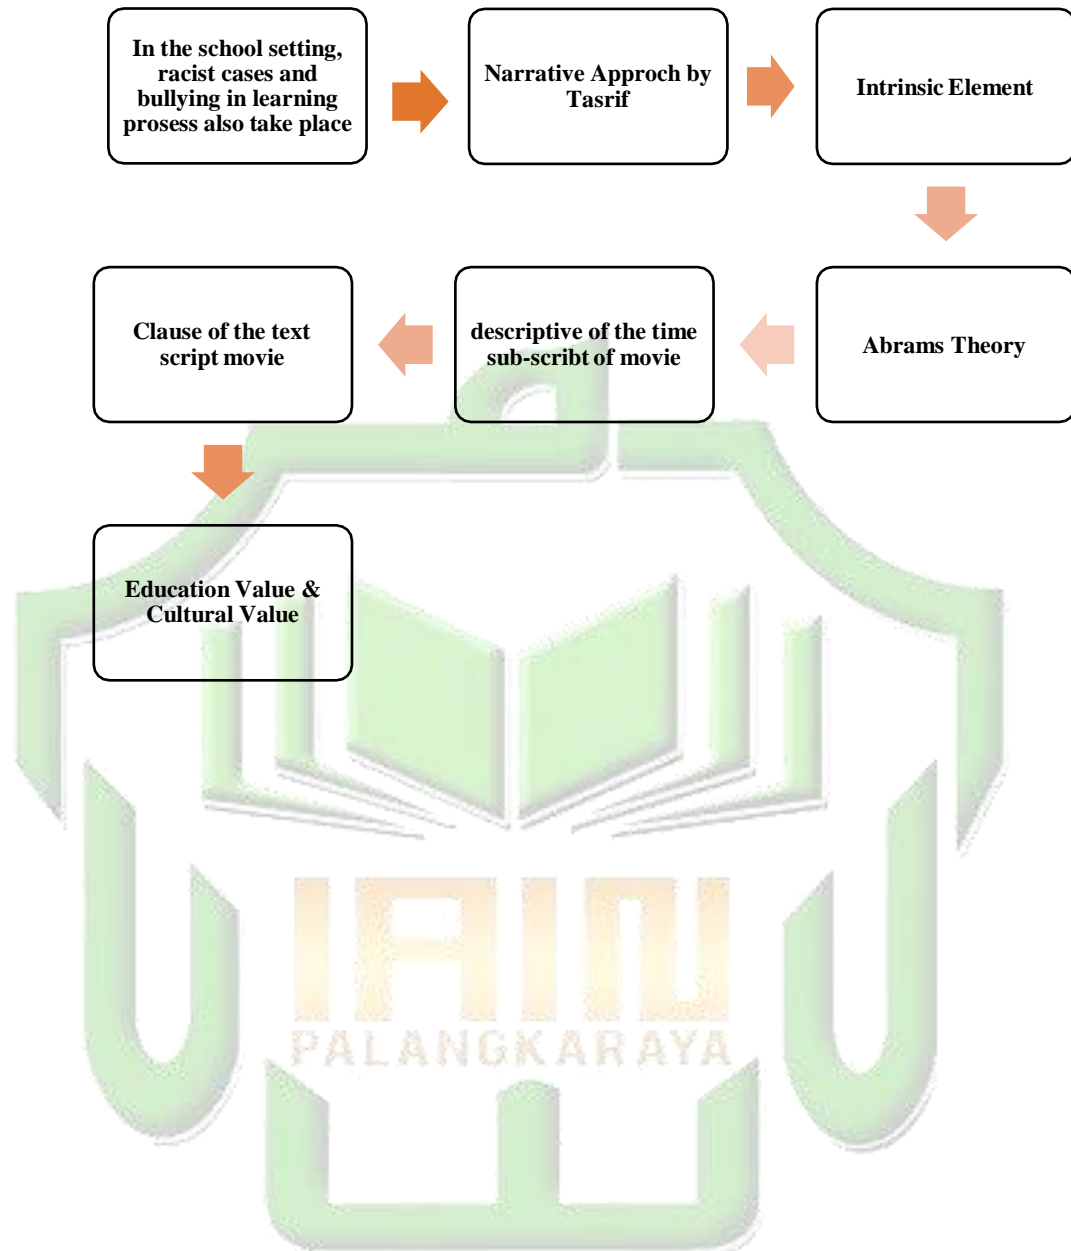 In the school setting,
racist cases and
bullying in learning
prosess also take place
Narrative Approch by
Tasrif
Intrinsic Element
Abrams Theory
descriptive of the time
sub-scribt of movie
Clause of the text
script movie
Education Value &
Cultural Value
IAIN
PALANGKARAYA